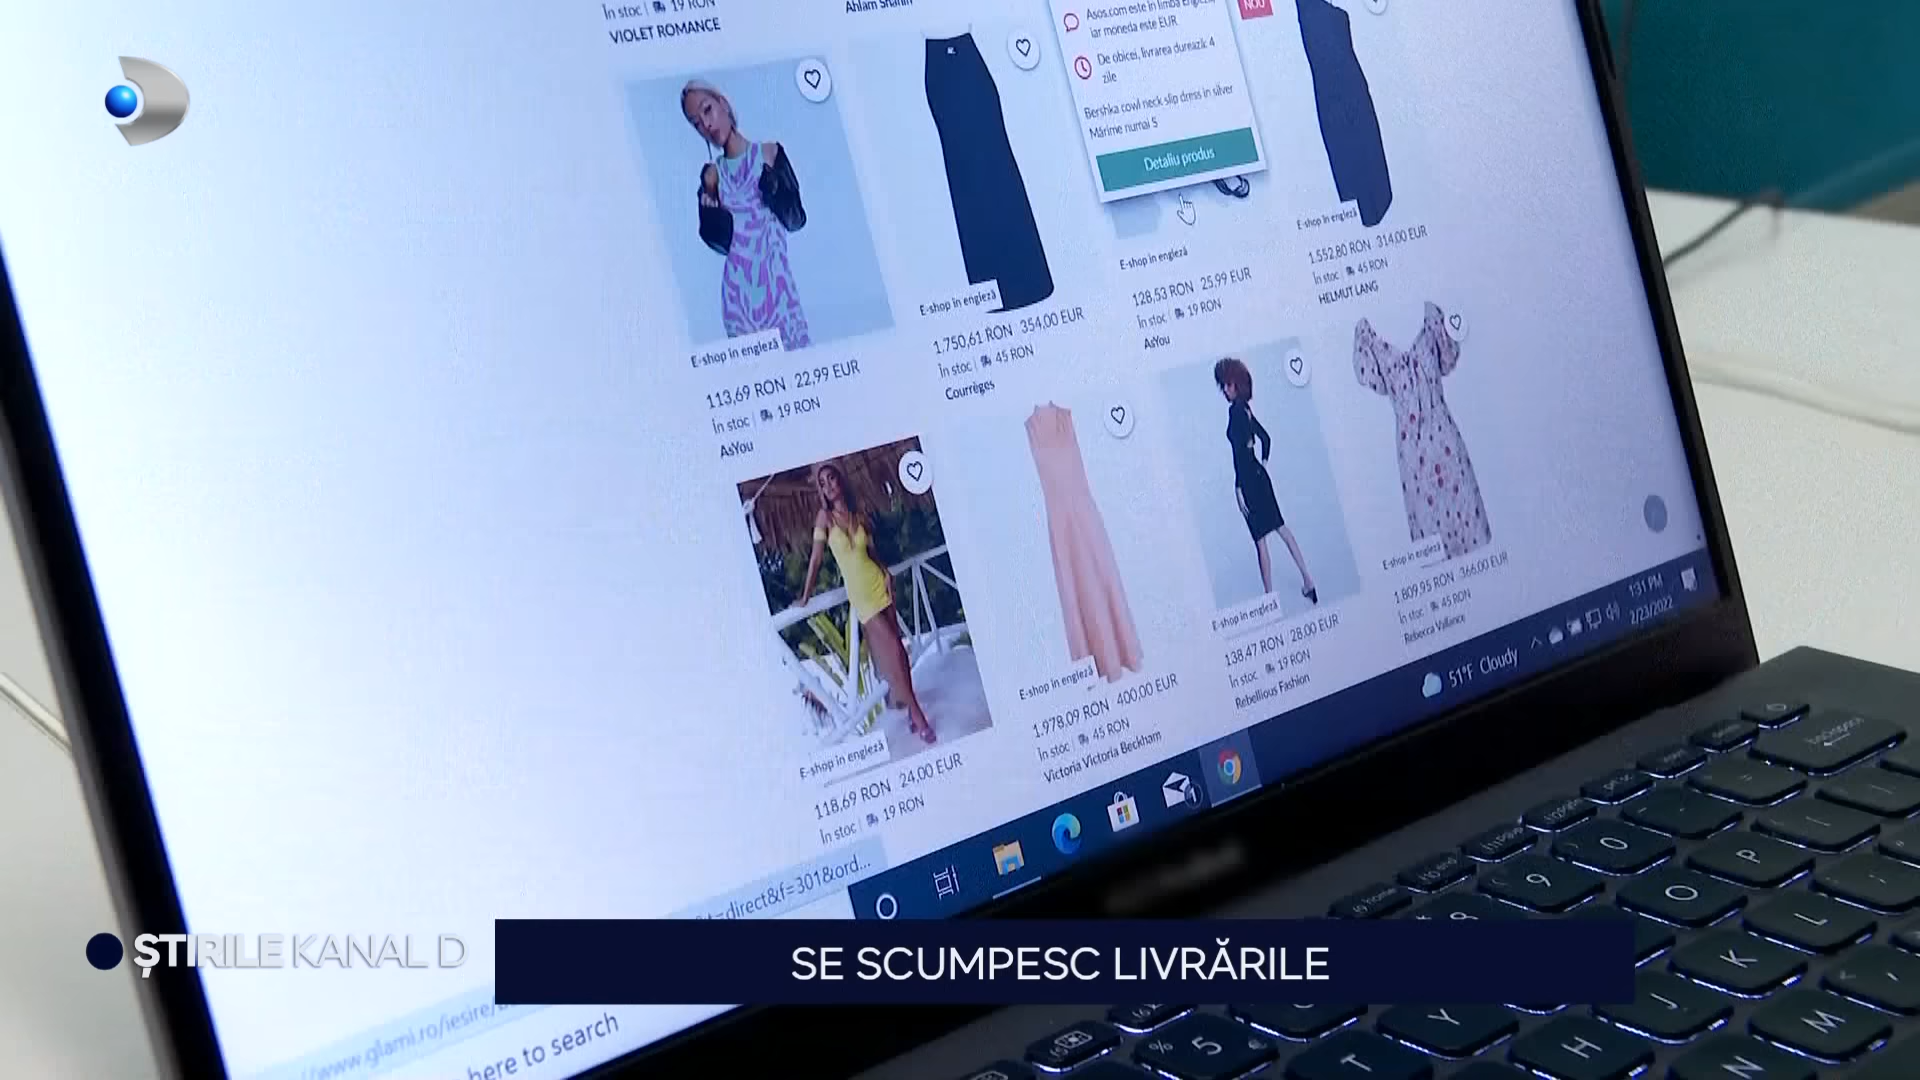 În stoc | 19 RON
VIOLET ROMANCE
Ahlam Shahin
Asos.com este în limba engleză,
iar moneda este EUR
De obicei, livrarea durează: 4
zile
Bershka cowl neck slip dress in silver
Mărime numai S
Detaliu produs
NOU
E-shop in engleză
113,69 RON 22,99 EUR
În stoc | 19 RON
AsYou
E-shop in engleză
1.750,61 RON 354,00 EUR
În stoc | 45 RON
Courrèges
E-shop in engleză
128,53 RON 25,99 EUR
În stoc | 19 RON
AsYou
E-shop in engleză
1.552,80 RON 314,00 EUR
În stoc | 45 RON
HELMUT LANG
E-shop in engleză
118,69 RON 24,00 EUR
În stoc | 19 RON
E-shop in engleză
1.978,09 RON 400,00 EUR
În stoc | 45 RON
Victoria Victoria Beckham
E-shop in engleză
138,47 RON 28,00 EUR
În stoc | 19 RON
Rebellious Fashion
E-shop in engleză
1.809,95 RON 366,00 EUR
În stoc | 45 RON
Rebecca Vallance
51°F Cloudy
1:31 PM
2/23/2022
t=direct&f=301&ord...
www.glami.ro/iesire/
here to search
ȘTIRILE KANAL D
SE SCUMPESC LIVRĂRILE